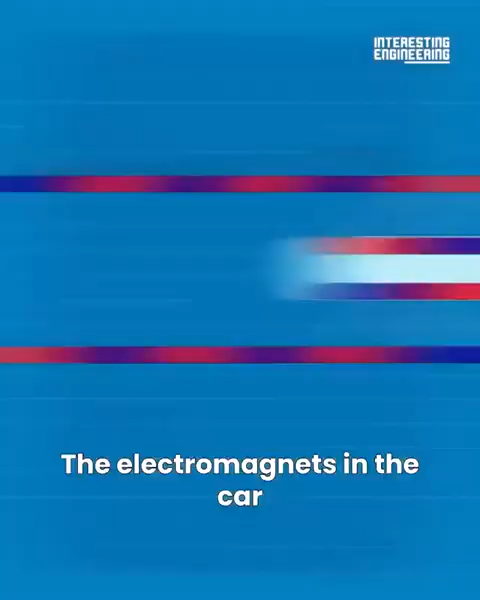 INTERESTING
ENGINEERING
The electromagnets in the
car